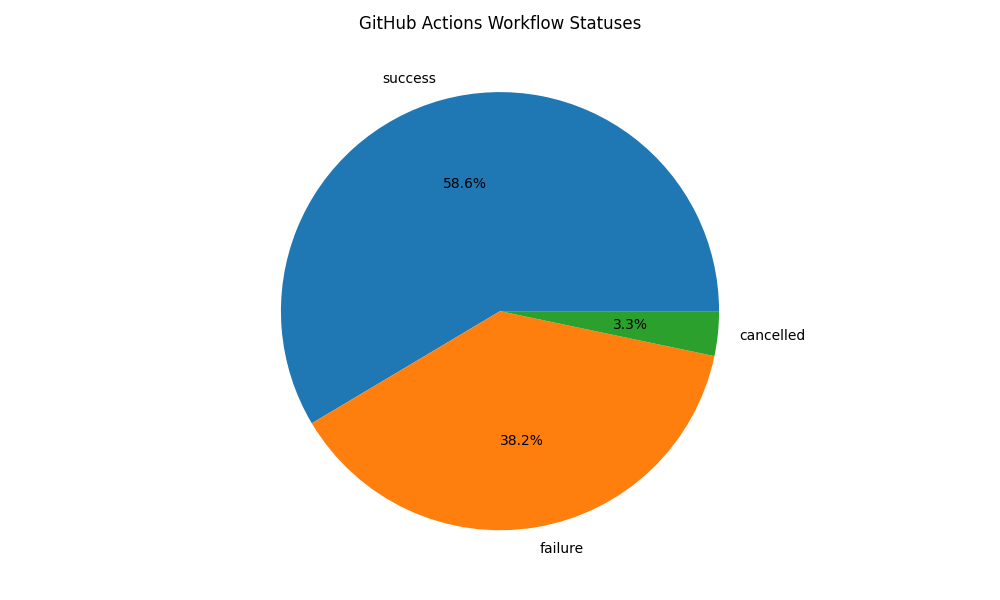 GitHub Actions Workflow Statuses
success
58.6%
3.3%
cancelled
38.2%
failure